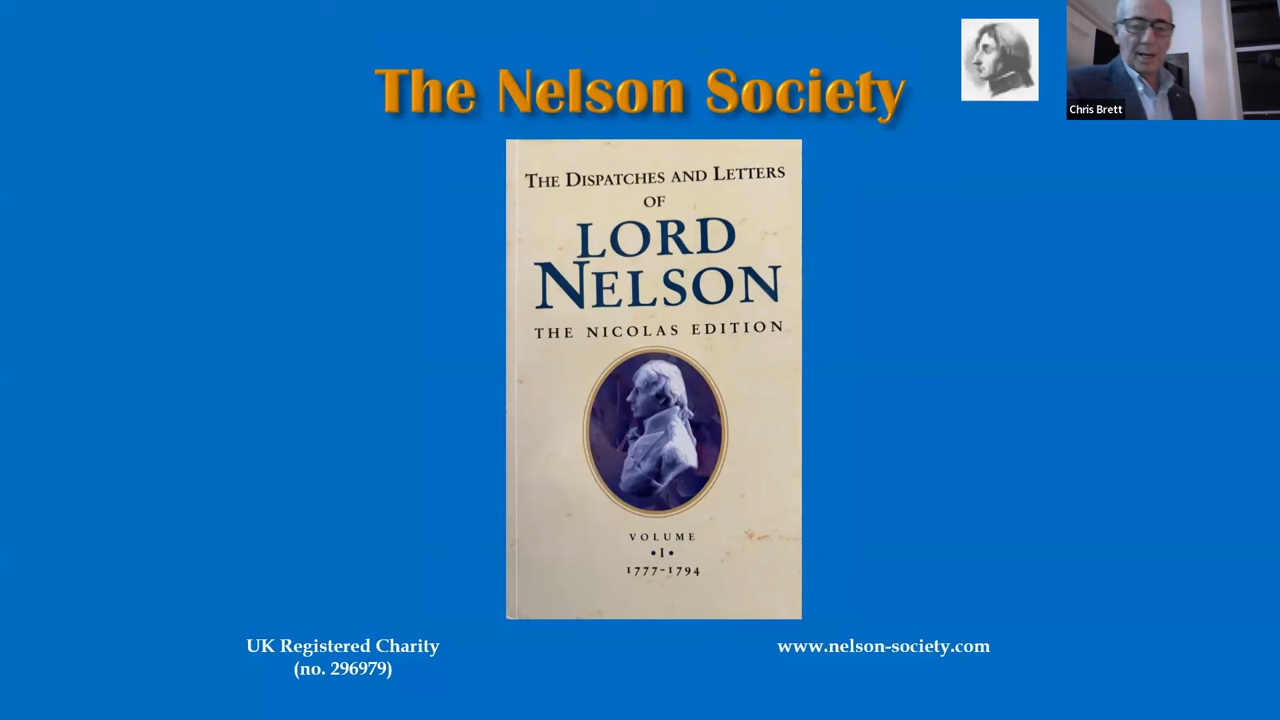 The Nelson Society
Chris Brett
THE DISPATCHES AND LETTERS
OF
LORD
NELSON
THE NICOLAS EDITION
VOLUME
•I•
1777-1794
UK Registered Charity
(no. 296979)
www.nelson-society.com